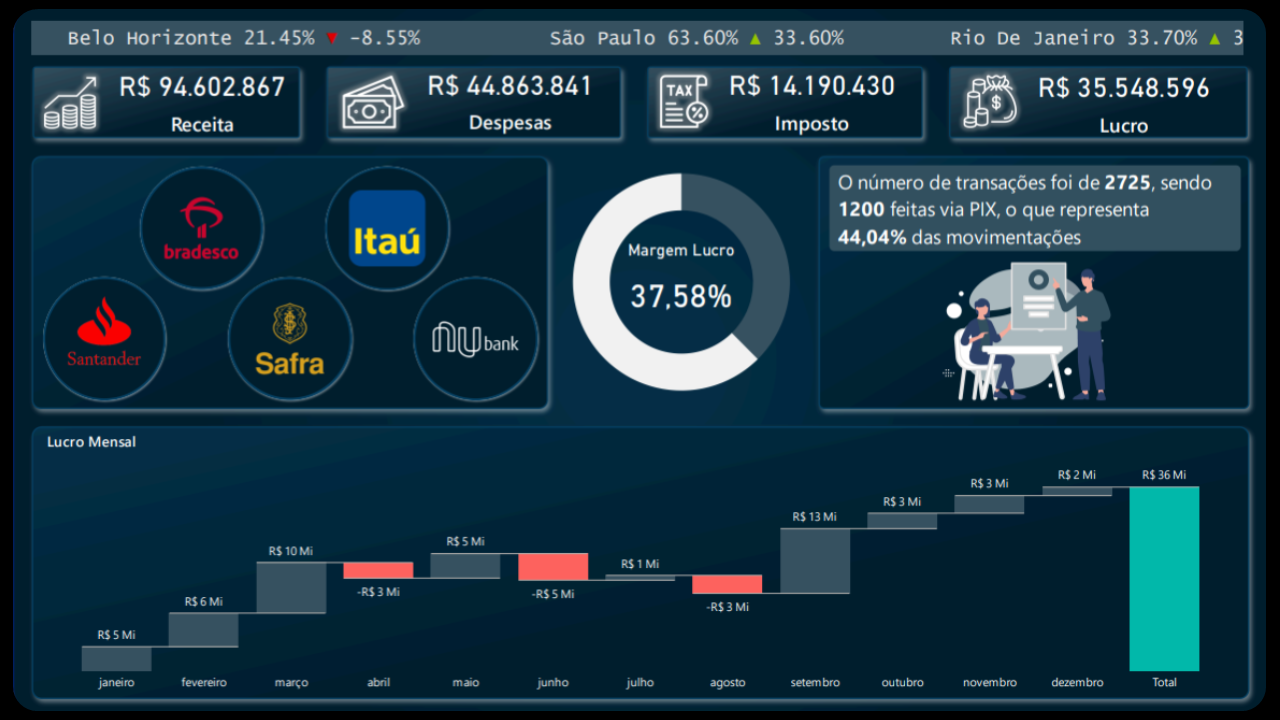 Belo Horizonte 21.45% ▼ -8.55% São Paulo 63.60% ▲ 33.60% Rio De Janeiro 33.70% ▲ 3
R$ 94.602.867
Receita
R$ 44.863.841
Despesas
TAX
R$ 14.190.430
Imposto
R$ 35.548.596
Lucro
bradesco
Itaú
Santander
Safra
nu bank
Margem Lucro
37,58%
O número de transações foi de 2725, sendo
1200 feitas via PIX, o que representa
44,04% das movimentações
Lucro Mensal
R$ 5 Mi
R$ 6 Mi
R$ 10 Mi
-R$ 3 Mi
R$ 5 Mi
-R$ 5 Mi
R$ 1 Mi
-R$ 3 Mi
R$ 13 Mi
R$ 3 Mi
R$ 3 Mi
R$ 2 Mi
R$ 36 Mi
janeiro fevereiro março abril maio junho julho agosto setembro outubro novembro dezembro Total